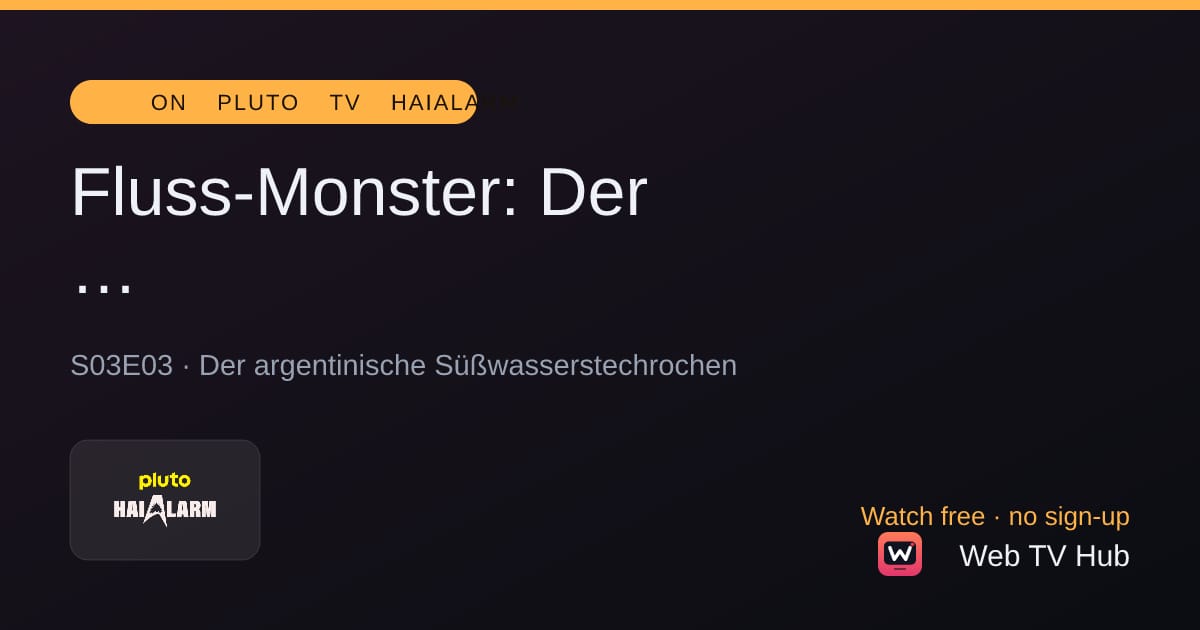 ON PLUTO TV HAIALARM
Fluss-Monster: Der
…
S03E03 · Der argentinische Süßwasserstechrochen
pluto
HAIALARM
Watch free · no sign-up
W
Web TV Hub